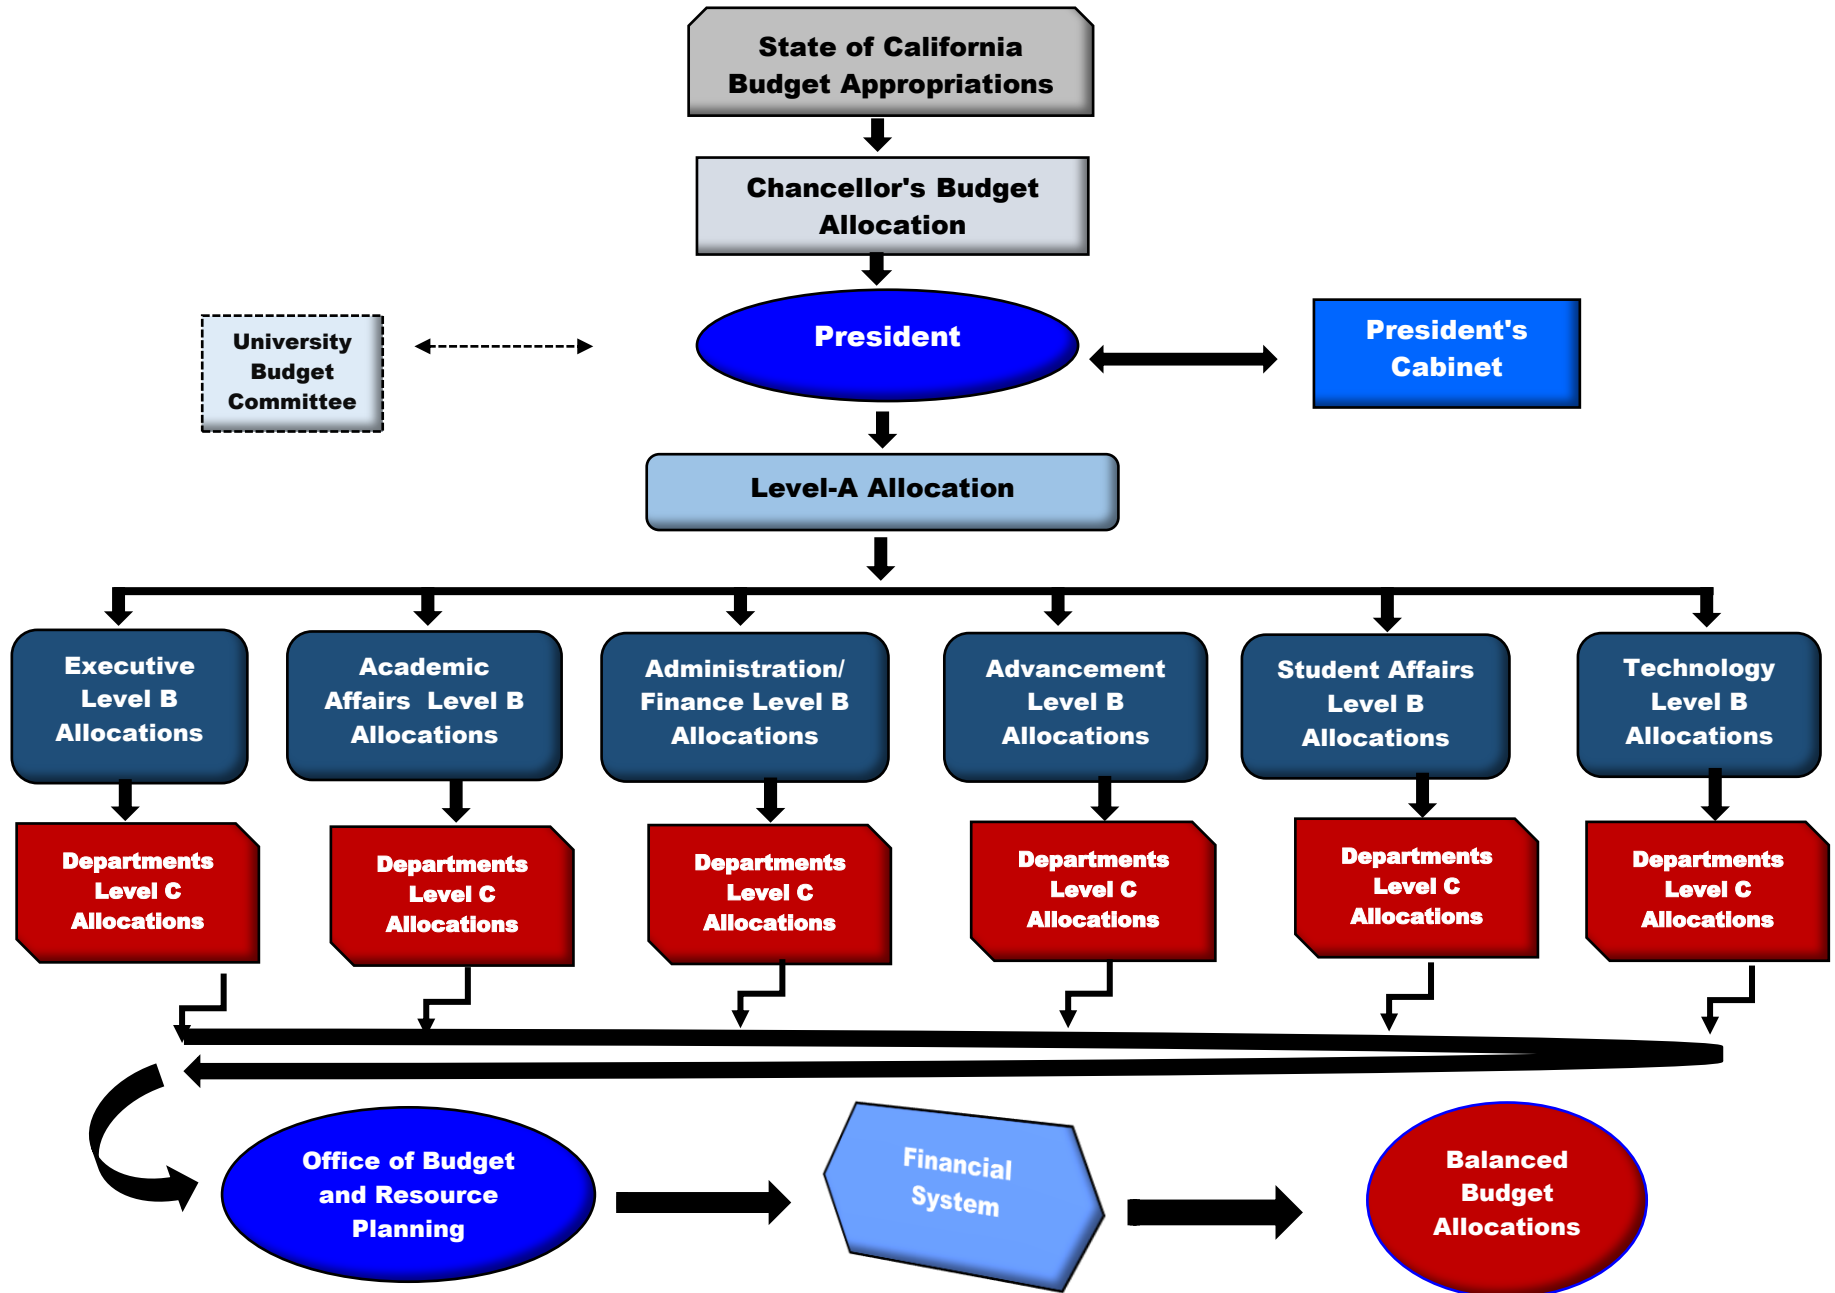 State of California
Budget Appropriations
Chancellor's Budget
Allocation
University
Budget
Committee
President
President's
Cabinet
Level-A Allocation
Executive
Level B
Allocations
Academic
Affairs  Level B
Allocations
Administration/
Finance Level B
Allocations
Advancement
Level B
Allocations
Student Affairs
Level B
Allocations
Technology
Level B
Allocations
Departments
Level C
Allocations
Departments
Level C
Allocations
Departments
Level C
Allocations
Departments
Level C
Allocations
Departments
Level C
Allocations
Departments
Level C
Allocations
Office of Budget
and Resource
Planning
Financial
System
Balanced
Budget
Allocations